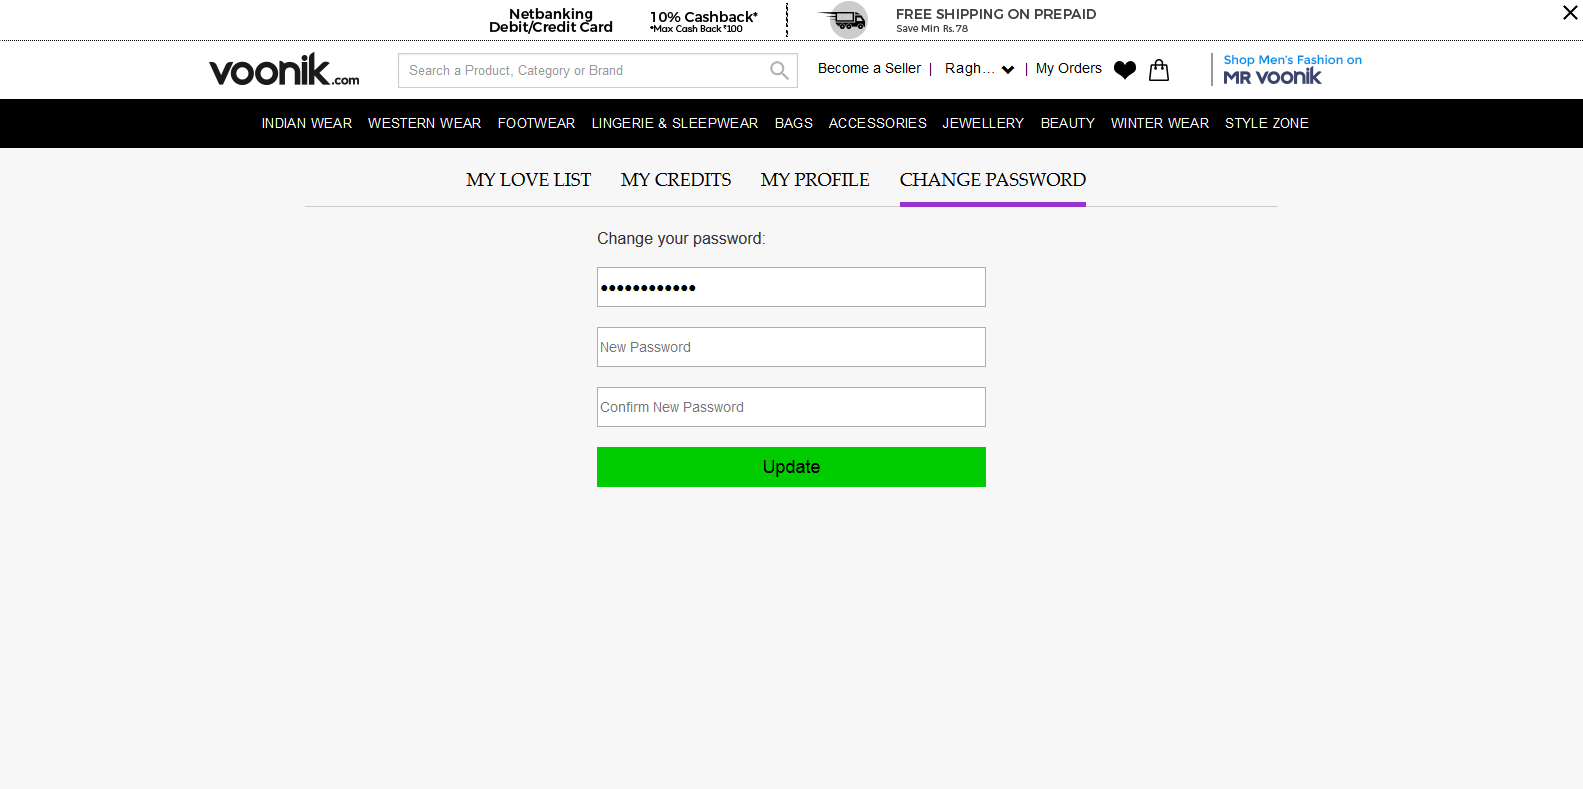 Netbanking
Debit/Credit Card
10% Cashback*
*Max Cash Back ₹100
FREE SHIPPING ON PREPAID
Save Min Rs.78
voonik.com
Search a Product, Category or Brand
Become a Seller | Ragh... | My Orders
Shop Men's Fashion on
MR voonik
INDIAN WEAR WESTERN WEAR FOOTWEAR LINGERIE & SLEEPWEAR BAGS ACCESSORIES JEWELLERY BEAUTY WINTER WEAR STYLE ZONE
MY LOVE LIST MY CREDITS MY PROFILE CHANGE PASSWORD
Change your password:
••••••••••••
New Password
Confirm New Password
Update